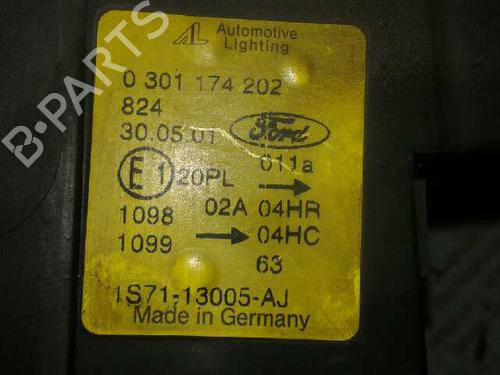 AL Automotive
Lighting
0 301 174 202
824
30.05.01 Ford
011a
E1 20PL →
1098 02A 04HR
1099 → 04HC
63
1S71-13005-AJ
Made in Germany
B-PARTS